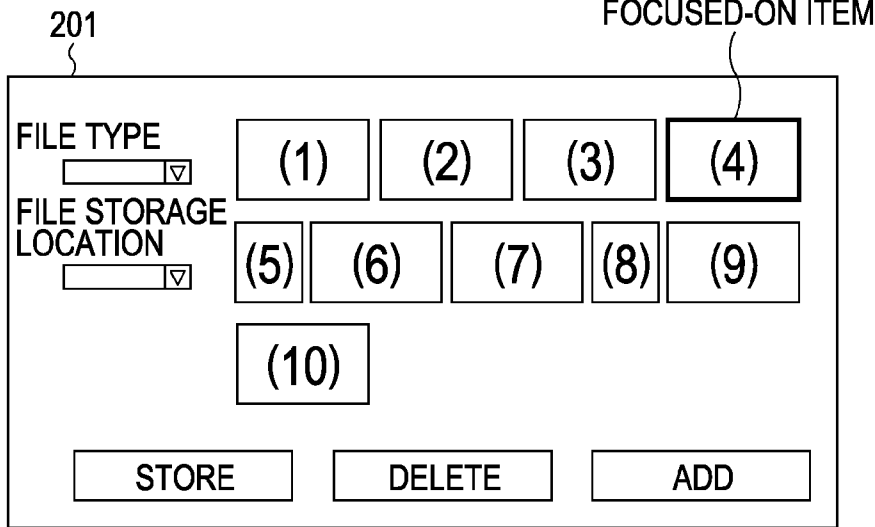 201
FOCUSED-ON ITEM
FILE TYPE
(1) (2) (3) (4)
FILE STORAGE
LOCATION
(5) (6) (7) (8) (9)
(10)
STORE DELETE ADD